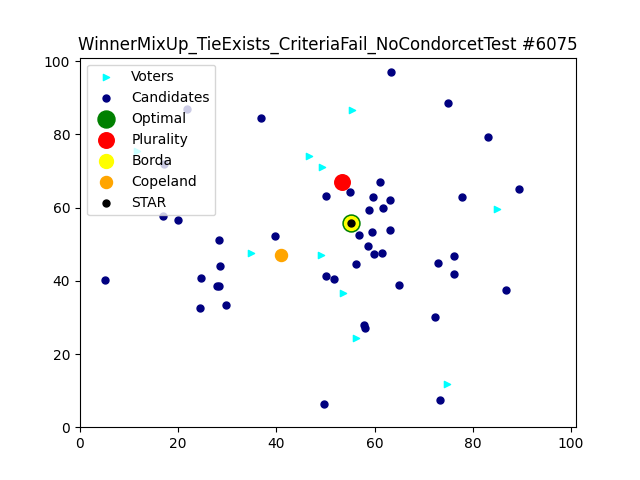 WinnerMixUp_TieExists_CriteriaFail_NoCondorcetTest #6075
100
80
60
40
20
0
0
20
40
60
80
100
Voters
Candidates
Optimal
Plurality
Borda
Copeland
STAR